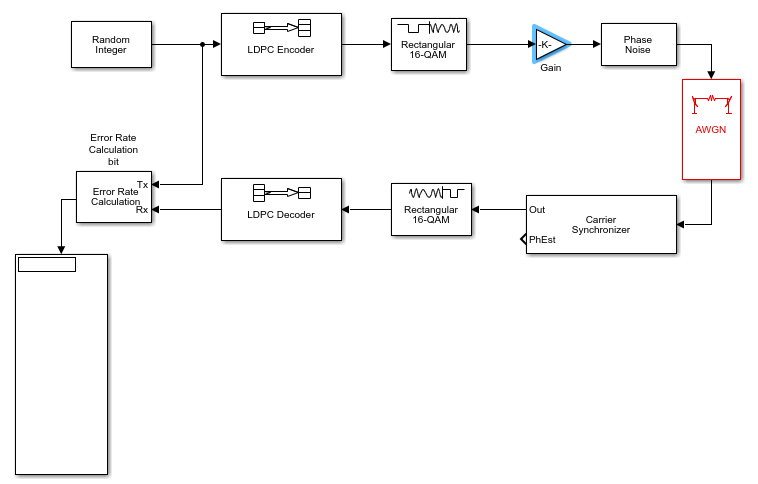 Random
Integer
LDPC Encoder
Rectangular
16-QAM
-K-
Gain
Phase
Noise
AWGN
Error Rate
Calculation
bit
Tx
Error Rate
Calculation
Rx
LDPC Decoder
Rectangular
16-QAM
Out
PhEst
Carrier
Synchronizer